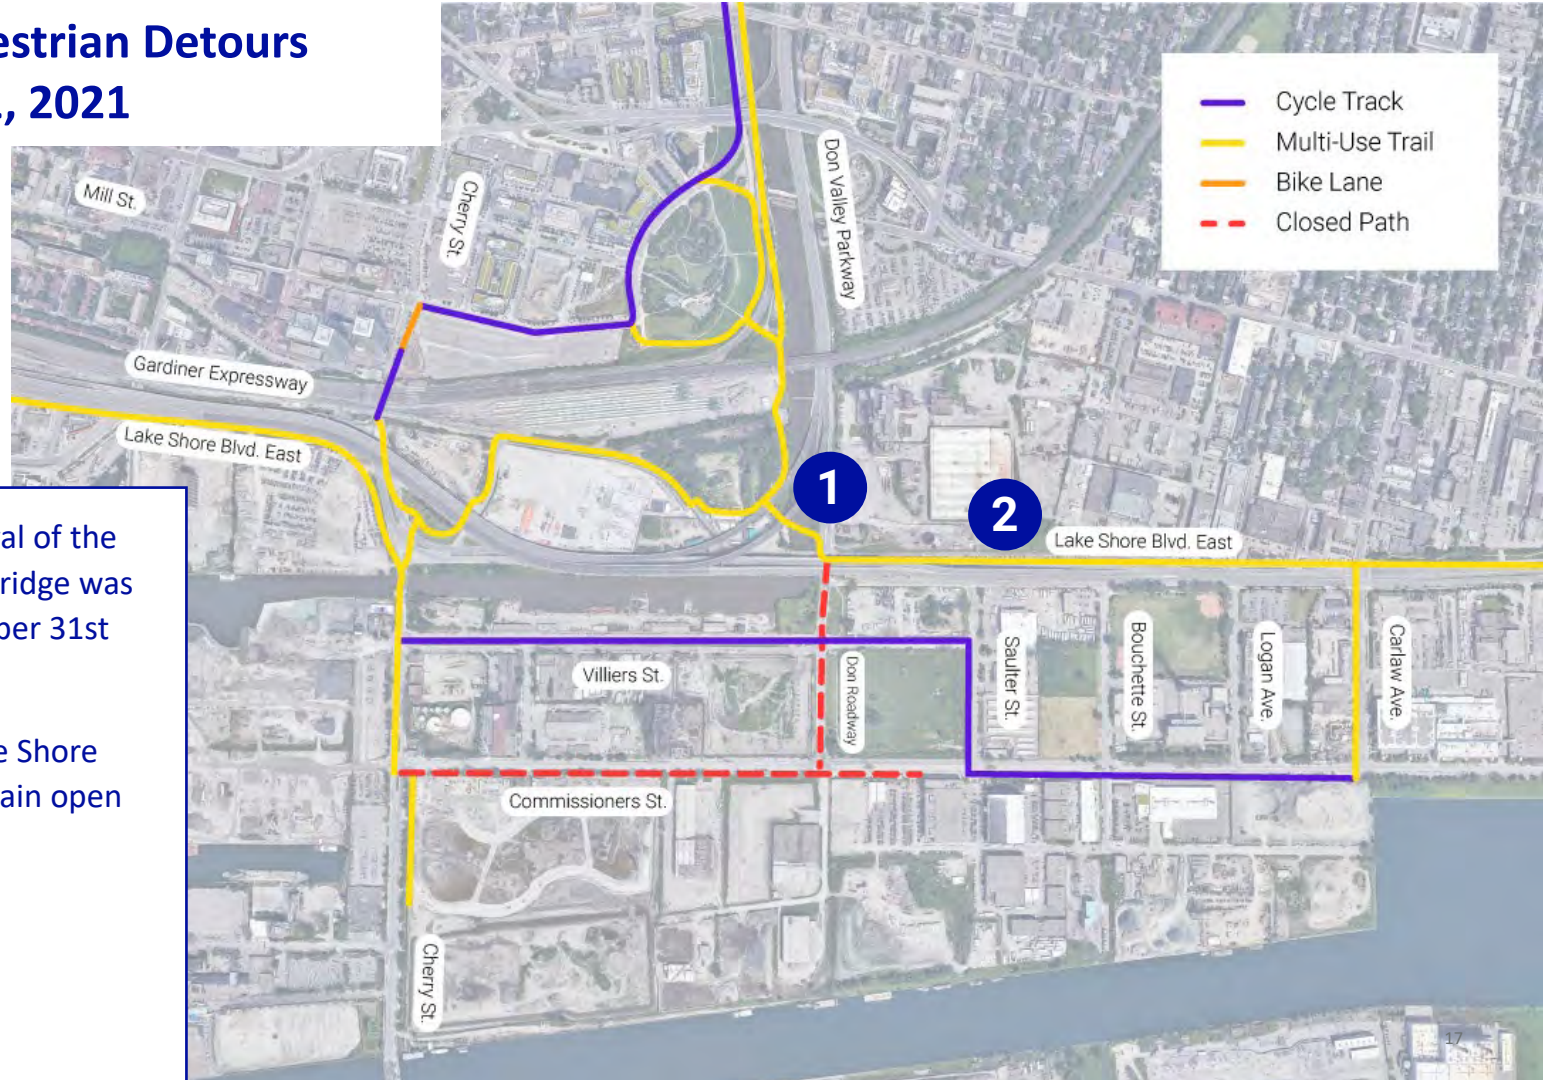 estrian Detours
, 2021
Cycle Track
Multi-Use Trail
Bike Lane
Closed Path
Mill St.
Cherry St.
Don Valley Parkway
Gardiner Expressway
Lake Shore Blvd. East
1
2
Lake Shore Blvd. East
al of the
ridge was
ber 31st
e Shore
ain open
Villiers St.
Don Roadway
Saulter St.
Bouchette St.
Logan Ave.
Carlaw Ave.
Commissioners St.
Cherry St.
17